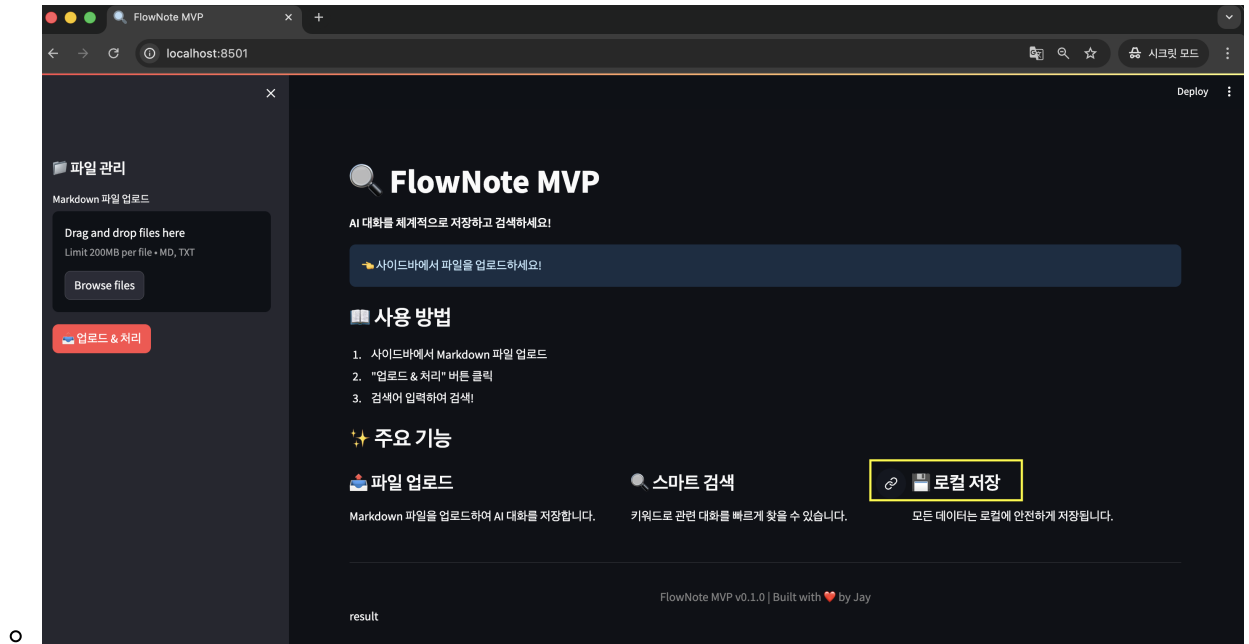 FlowNote MVP
localhost:8501
시크릿 모드
Deploy
파일 관리
Markdown 파일 업로드
Drag and drop files here
Limit 200MB per file • MD, TXT
Browse files
업로드 & 처리
FlowNote MVP
AI 대화를 체계적으로 저장하고 검색하세요!
👈 사이드바에서 파일을 업로드하세요!
📖 사용 방법
1. 사이드바에서 Markdown 파일 업로드
2. "업로드 & 처리" 버튼 클릭
3. 검색어 입력하여 검색!
✨ 주요 기능
📤 파일 업로드
Markdown 파일을 업로드하여 AI 대화를 저장합니다.
🔍 스마트 검색
키워드로 관련 대화를 빠르게 찾을 수 있습니다.
💾 로컬 저장
모든 데이터는 로컬에 안전하게 저장됩니다.
FlowNote MVP v0.1.0 | Built with ❤️ by Jay
result